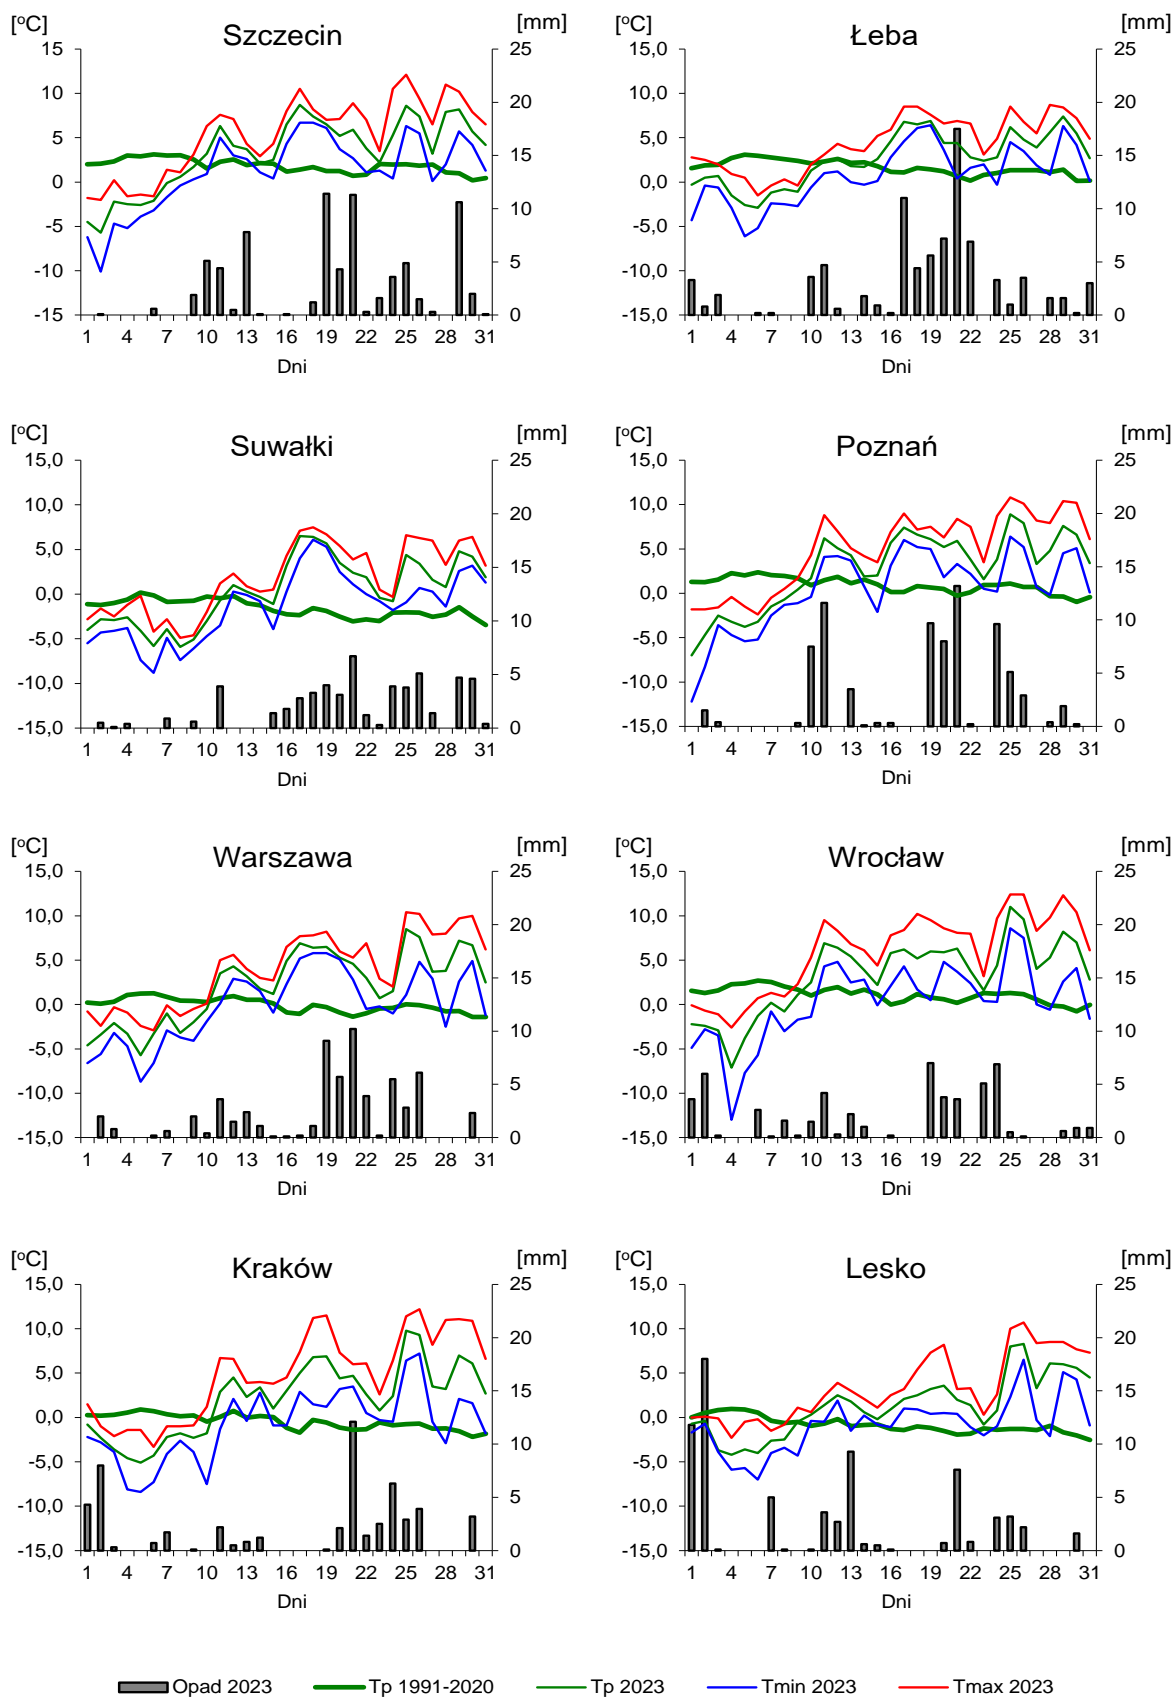 [°C] [mm] [°C] [mm]
Szczecin Łeba
15 25 15,0 25
10 20 10,0 20
5 5,0
15 15
0 0,0
10 10
-5 -5,0
-10 5 -10,0 5
-15 0 -15,0 0
1 4 7 10 13 16 19 22 25 28 31 1 4 7 10 13 16 19 22 25 28 31
Dni Dni
[°C] [mm] [°C] [mm]
Suwałki Poznań
15,0 25 15,0 25
10,0 20 10,0 20
5,0 5,0
15 15
0,0 0,0
10 10
-5,0 -5,0
-10,0 5 -10,0 5
-15,0 0 -15,0 0
1 4 7 10 13 16 19 22 25 28 31 1 4 7 10 13 16 19 22 25 28 31
Dni Dni
[°C] [mm] [°C] [mm]
Warszawa Wrocław
15,0 25 15,0 25
10,0 20 10,0 20
5,0 5,0
15 15
0,0 0,0
10 10
-5,0 -5,0
-10,0 5 -10,0 5
-15,0 0 -15,0 0
1 4 7 10 13 16 19 22 25 28 31 1 4 7 10 13 16 19 22 25 28 31
Dni Dni
[°C] [mm] [°C] [mm]
Kraków Lesko
15,0 25 15,0 25
10,0 20 10,0 20
5,0 5,0
15 15
0,0 0,0
10 10
-5,0 -5,0
-10,0 5 -10,0 5
-15,0 0 -15,0 0
1 4 7 10 13 16 19 22 25 28 31 1 4 7 10 13 16 19 22 25 28 31
Dni Dni
Opad 2023 Tp 1991-2020 Tp 2023 Tmin 2023 Tmax 2023